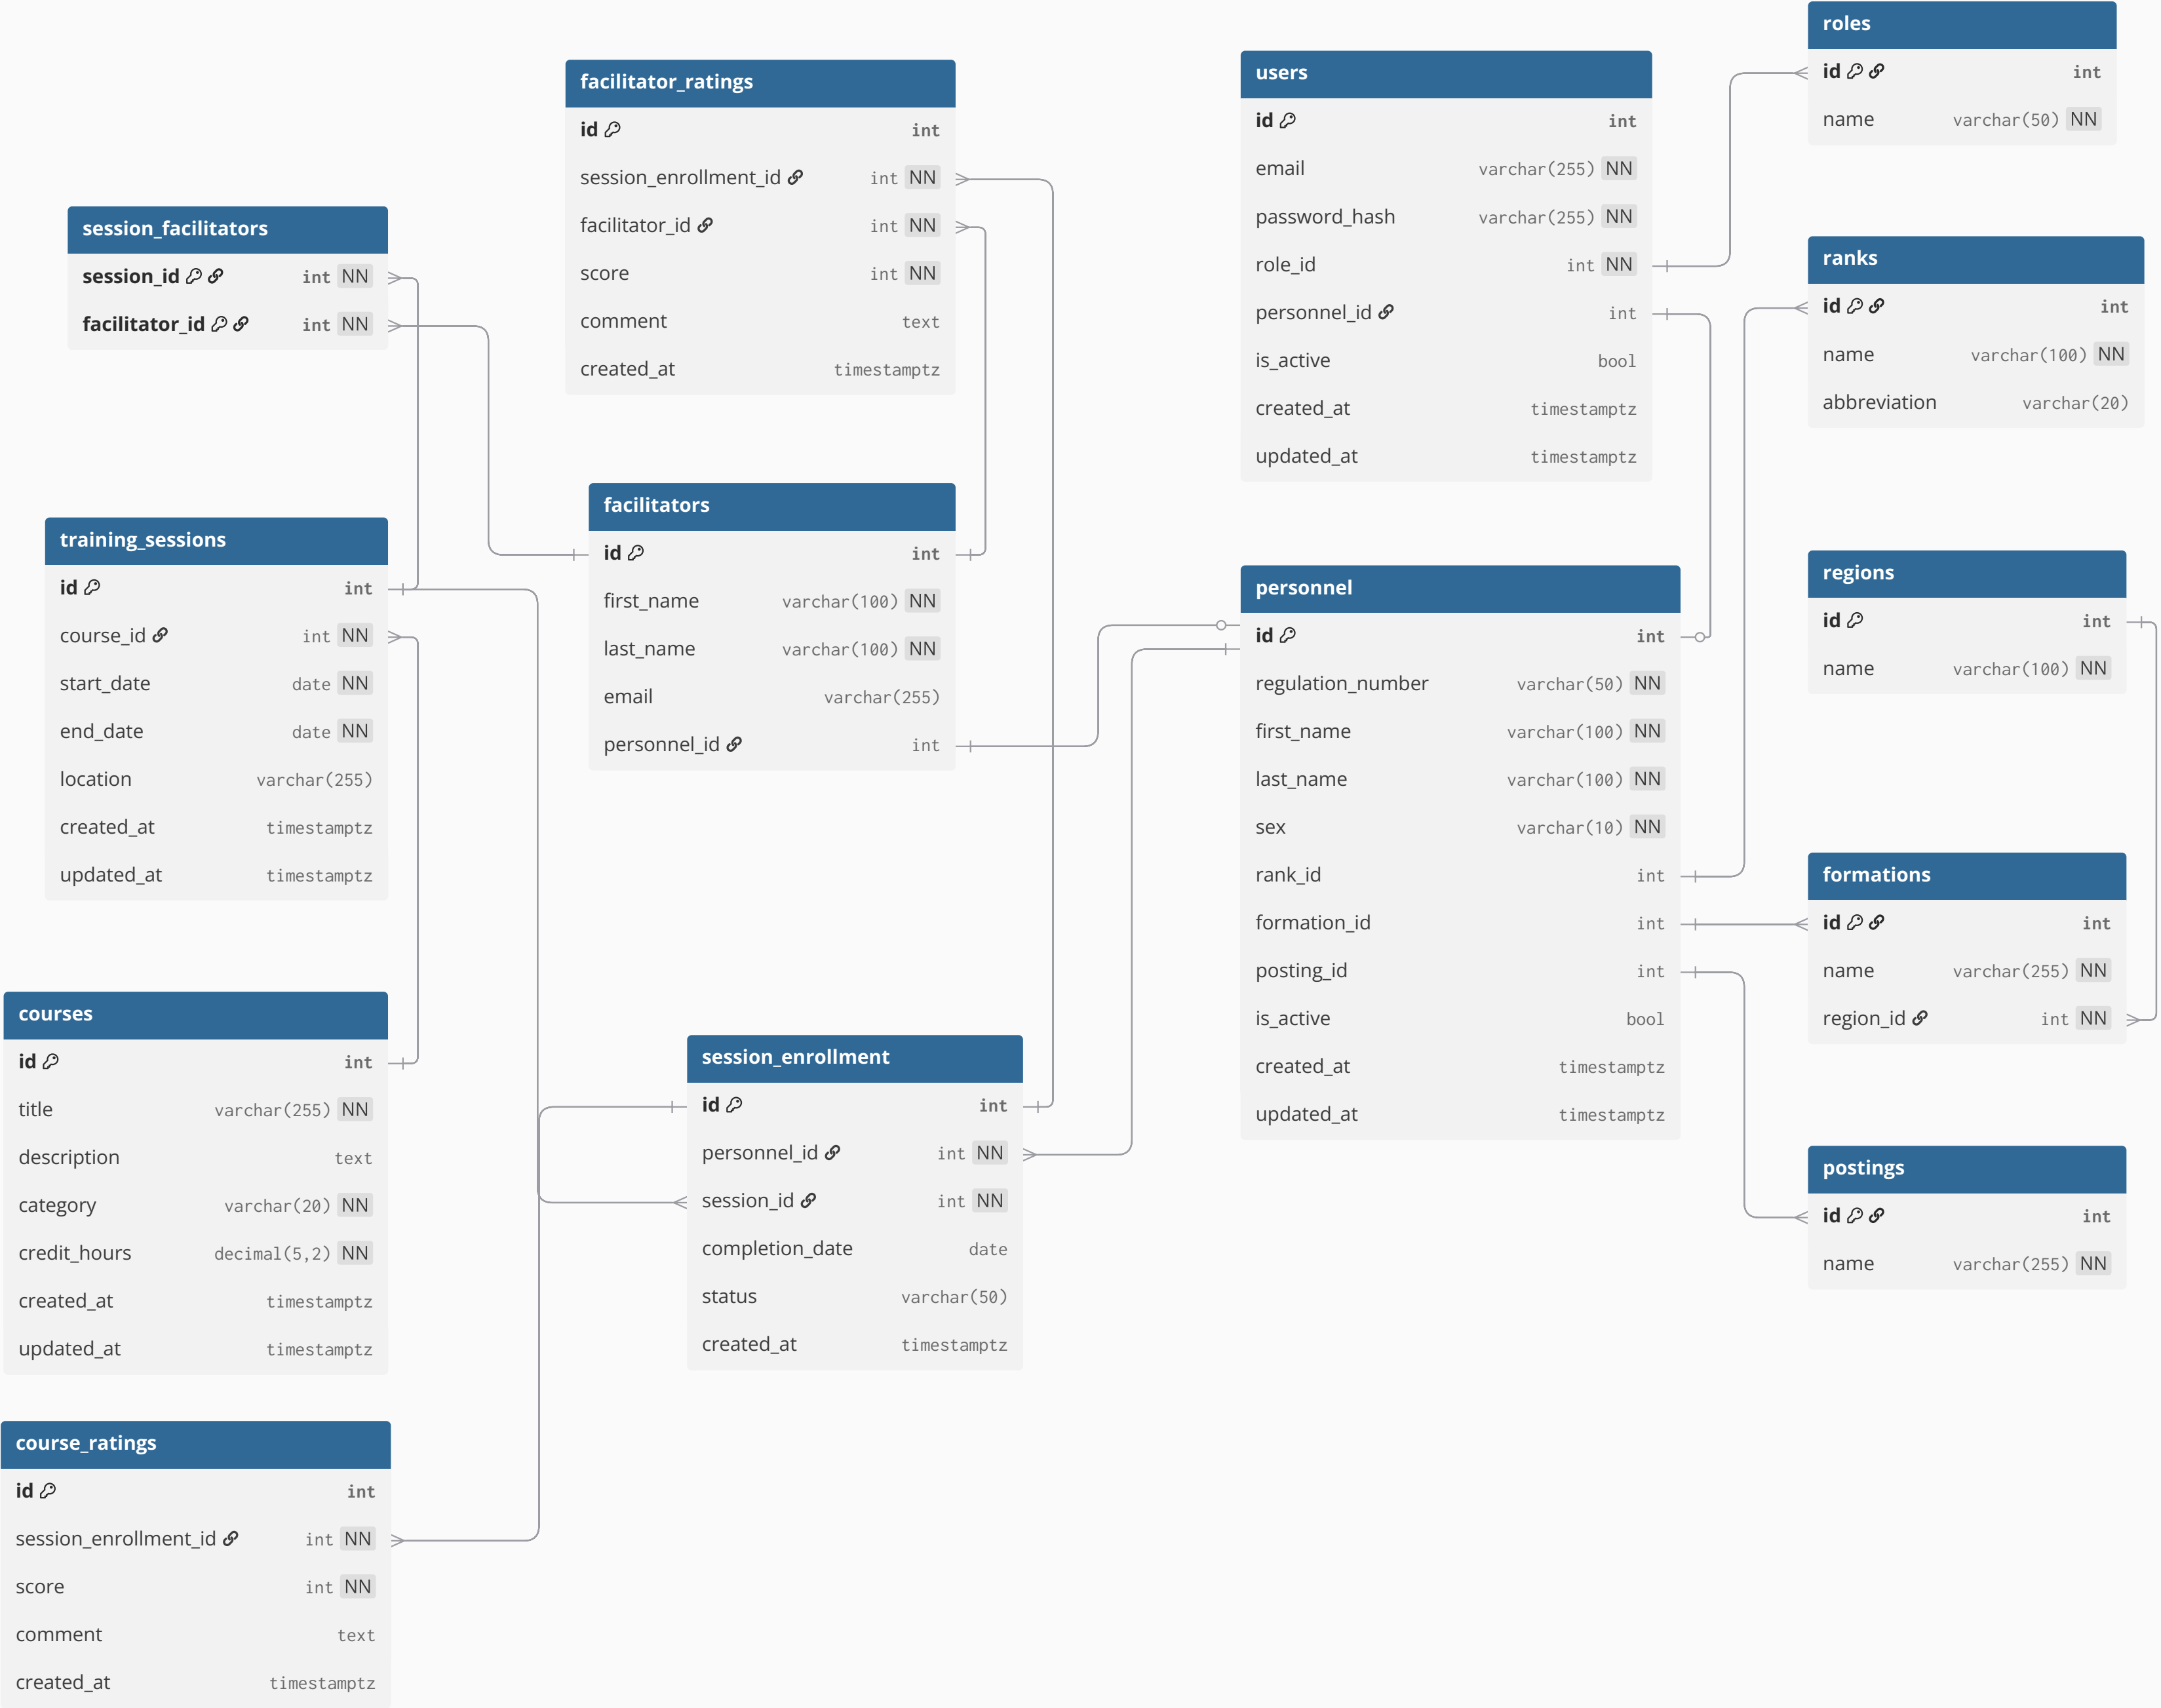 roles
id int
name varchar(50) NN
users
id int
email varchar(255) NN
password_hash varchar(255) NN
role_id int NN
personnel_id int
is_active bool
created_at timestamptz
updated_at timestamptz
facilitator_ratings
id int
session_enrollment_id int NN
facilitator_id int NN
score int NN
comment text
created_at timestamptz
session_facilitators
session_id int NN
facilitator_id int NN
ranks
id int
name varchar(100) NN
abbreviation varchar(20)
facilitators
id int
first_name varchar(100) NN
last_name varchar(100) NN
email varchar(255)
personnel_id int
training_sessions
id int
course_id int NN
start_date date NN
end_date date NN
location varchar(255)
created_at timestamptz
updated_at timestamptz
regions
id int
name varchar(100) NN
personnel
id int
regulation_number varchar(50) NN
first_name varchar(100) NN
last_name varchar(100) NN
sex varchar(10) NN
rank_id int
formation_id int
posting_id int
is_active bool
created_at timestamptz
updated_at timestamptz
formations
id int
name varchar(255) NN
region_id int NN
courses
id int
title varchar(255) NN
description text
category varchar(20) NN
credit_hours decimal(5,2) NN
created_at timestamptz
updated_at timestamptz
session_enrollment
id int
personnel_id int NN
session_id int NN
completion_date date
status varchar(50)
created_at timestamptz
postings
id int
name varchar(255) NN
course_ratings
id int
session_enrollment_id int NN
score int NN
comment text
created_at timestamptz